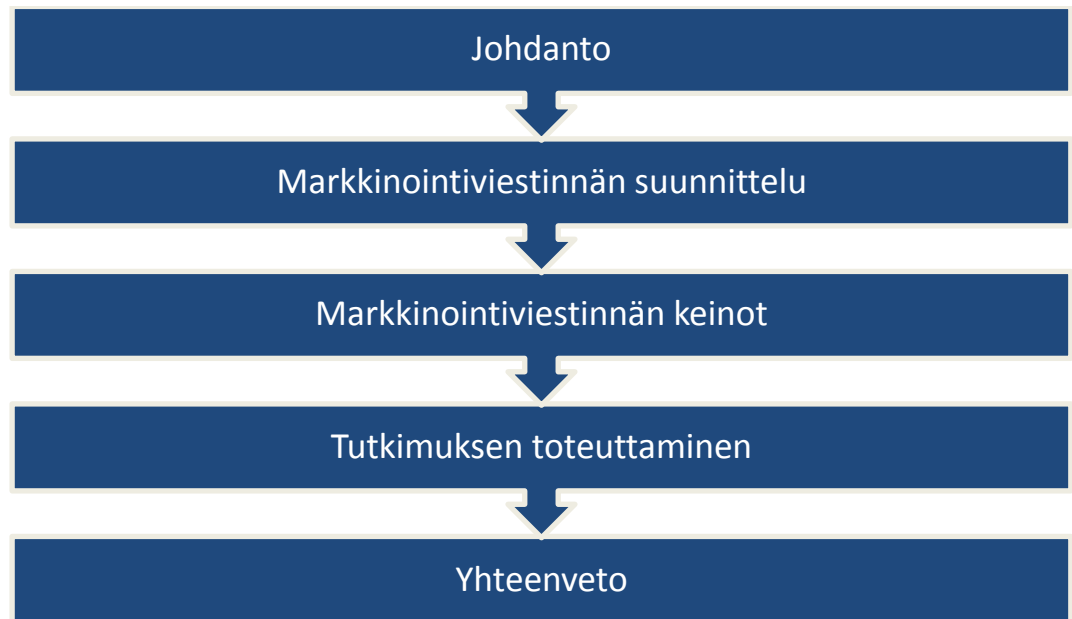 Johdanto
Markkinointiviestinnän suunnittelu
Markkinointiviestinnän keinot
Tutkimuksen toteuttaminen
Yhteenveto